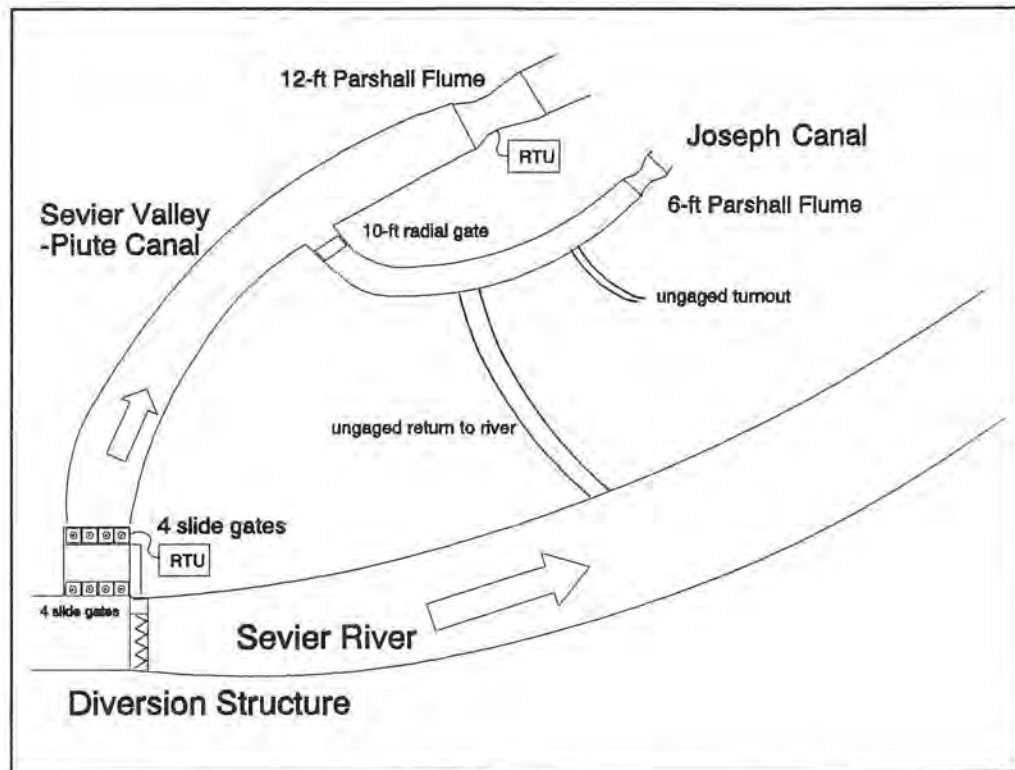 12-ft Parshall Flume
RTU
Joseph Canal
6-ft Parshall Flume
Sevier Valley
-Piute Canal
10-ft radial gate
ungaged turnout
ungaged return to river
4 slide gates
RTU
4 slide gates
Sevier River
Diversion Structure